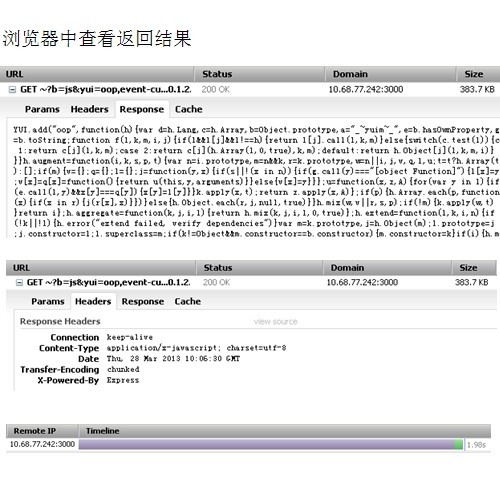 浏览器中查看返回结果
URL Status Domain Size
GET ~?b=js&yui=oop,event-cu...0.1.2. 200 OK 10.68.77.242:3000 383.7 KB
Params Headers Response Cache
YUI.add("oop",function(h){var d=h.Lang,c=h.Array,b=Object.prototype,a="_~yuim~_",e=b.hasOwnProperty,g
=b.toString;function f(l,k,m,i,j){if(l&&l[j]&&l!==h){return l[j].call(l,k,m)}else{switch(c.test(l)){c
1:return c[j](l,k,m);case 2:return c[j](h.Array(l,0,true),k,m);default:return h.Object[j](l,k,m,i)}
}}h.augment=function(i,k,s,p,t){var n=i.prototype,m=n&&k,r=k.prototype,w=n||i,j,v,q,l,u;t=t?h.Array(t
):[];if(m){v={};q={};l={};j=function(y,z){if(s||!(z in n)){if(g.call(y)==="[object Function]"){l[z]=y
;v[z]=q[z]=function(){return u(this,y,arguments)}}else{v[z]=y}}};u=function(x,z,A){for(var y in l){if
(e.call(l,y)&&x[y]===q[y]){x[y]=l[y]}}k.apply(x,t);return z.apply(x,A)};if(p){h.Array.each(p,function
(x){if(x in r){j(r[x],x)}})}else{h.Object.each(r,j,null,true)}}h.mix(w,v||r,s,p);if(!m){k.apply(w,t)
}return i};h.aggregate=function(k,j,i,l){return h.mix(k,j,i,l,0,true)};h.extend=function(l,k,i,n){if
(!k||!l){h.error("extend failed, verify dependencies")}var m=k.prototype,j=h.Object(m);l.prototype=j
;j.constructor=l;l.superclass=m;if(k!=Object&&m.constructor==b.constructor){m.constructor=k}if(i){h.m
URL Status Domain Size
GET ~?b=js&yui=oop,event-cu...0.1.2. 200 OK 10.68.77.242:3000 383.7 KB
Params Headers Response Cache
Response Headers view source
Connection keep-alive
Content-Type application/x-javascript; charset=utf-8
Date Thu, 28 Mar 2013 10:06:30 GMT
Transfer-Encoding chunked
X-Powered-By Express
Remote IP Timeline
10.68.77.242:3000 1.98s